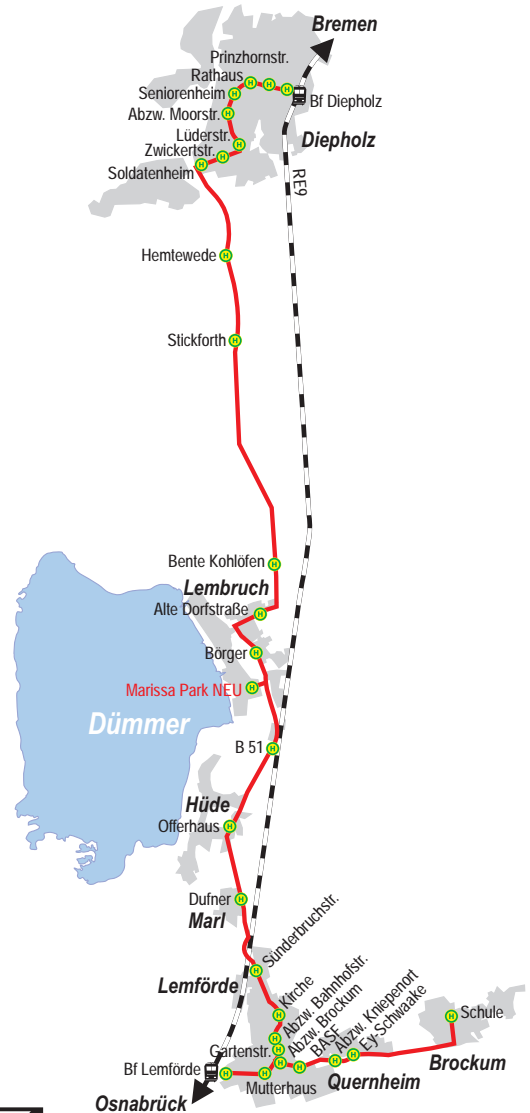 Bremen
Prinzhornstr.
Rathaus
Seniorenheim
Bf Diepholz
Abzw. Moorstr.
Diepholz
Lüderstr.
Zwickertstr.
Soldatenheim
RE9
Hemtewede
Stickforth
Bente Kohlöfen
Lembruch
Alte Dorfstraße
Börger
Marissa Park NEU
Dümmer
B 51
Hüde
Offerhaus
Dufner
Marl
Sünderbruchstr.
Lemförde
Kirche
Abzw. Bahnhofstr.
Abzw. Brockum
Gartenstr.
BASF
Abzw. Kniepenort
Ey-Schwaake
Schule
Bf Lemförde
Mutterhaus
Quernheim
Brockum
Osnabrück